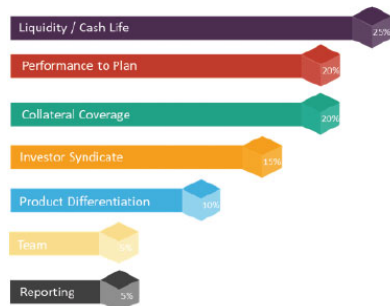 Liquidity / Cash Life
25%
Performance to Plan
20%
Collateral Coverage
20%
Investor Syndicate
15%
Product Differentiation
10%
Team
5%
Reporting
5%